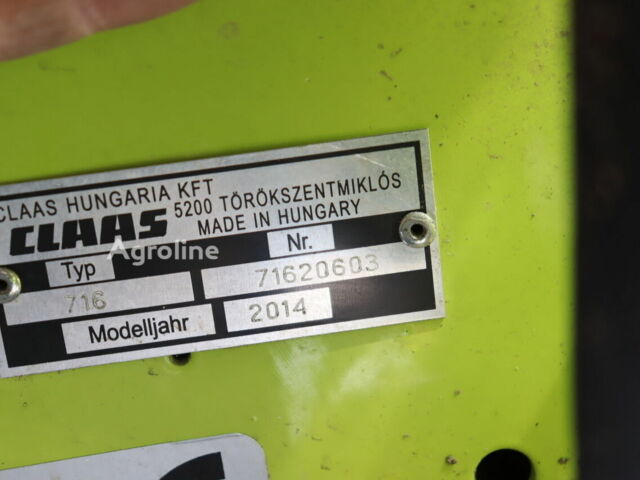 CLAAS HUNGARIA KFT
5200 TÖRÖKSZENTMIKLÓS
CLAAS
MADE IN HUNGARY
Typ
Nr.
716
71620603
Modelljahr
2014
Agroline